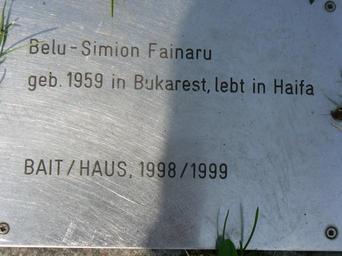 Belu-Simion Fainaru
geb. 1959 in Bukarest, lebt in Haifa
BAIT/HAUS, 1998/1999